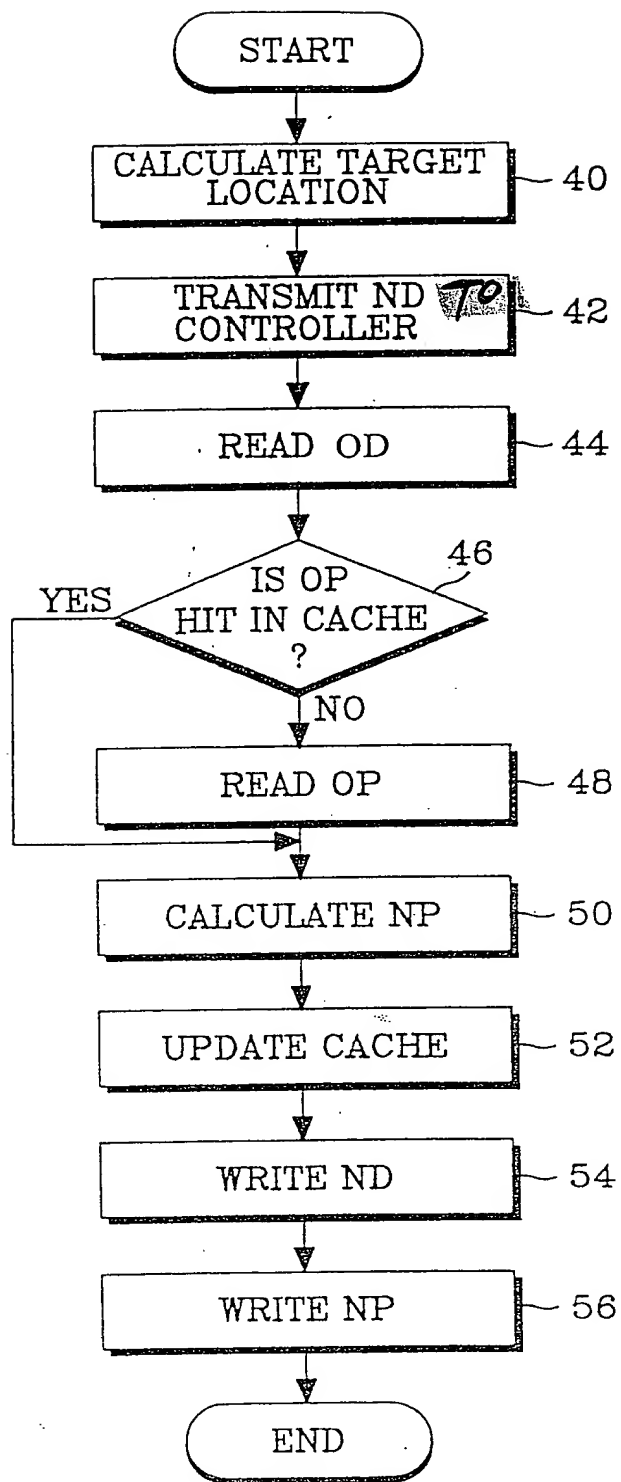 START
CALCULATE TARGET
LOCATION
40
TRANSMIT ND TO
CONTROLLER
42
READ OD
44
46
IS OP
HIT IN CACHE
?
YES
NO
READ OP
48
CALCULATE NP
50
UPDATE CACHE
52
WRITE ND
54
WRITE NP
56
END